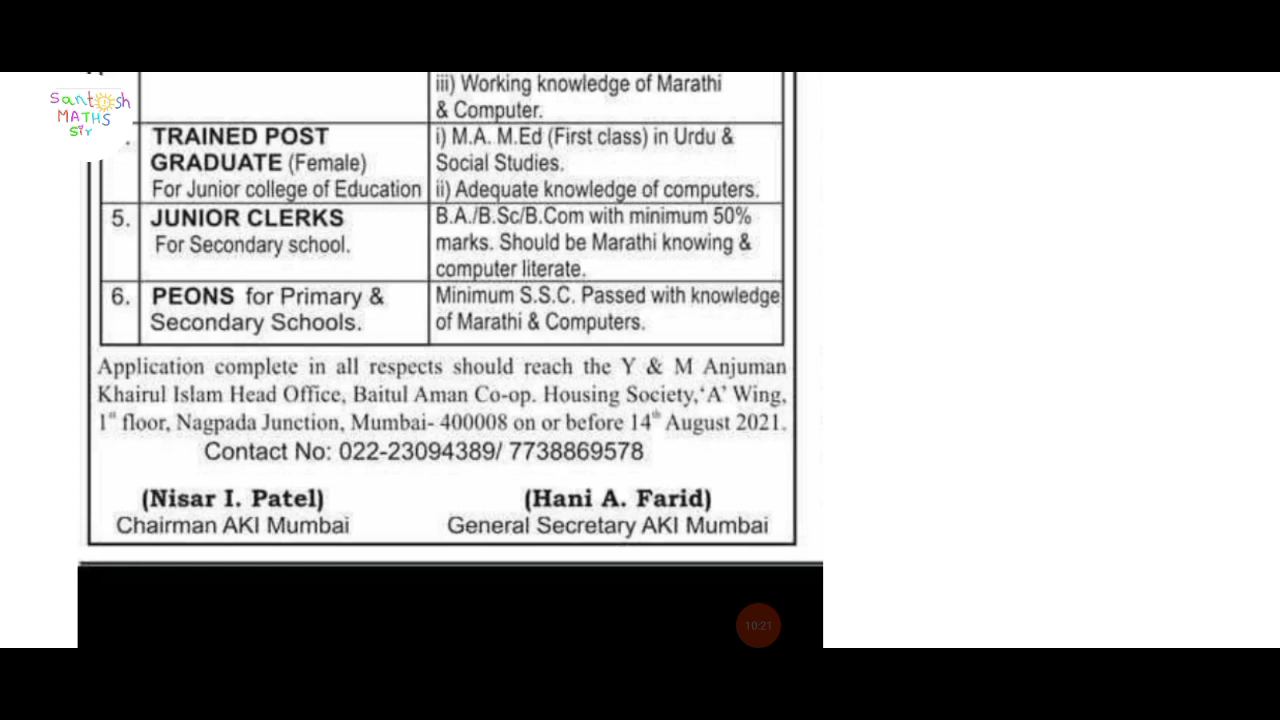 Santosh
MATHS
Sir
iii) Working knowledge of Marathi
& Computer.
TRAINED POST
GRADUATE (Female)
For Junior college of Education
i) M.A. M.Ed (First class) in Urdu &
Social Studies.
ii) Adequate knowledge of computers.
5. JUNIOR CLERKS
For Secondary school.
B.A./B.Sc/B.Com with minimum 50%
marks. Should be Marathi knowing &
computer literate.
6. PEONS for Primary &
Secondary Schools.
Minimum S.S.C. Passed with knowledge
of Marathi & Computers.
Application complete in all respects should reach the Y & M Anjuman
Khairul Islam Head Office, Baitul Aman Co-op. Housing Society,‘A’ Wing,
1st floor, Nagpada Junction, Mumbai- 400008 on or before 14th August 2021.
Contact No: 022-23094389/ 7738869578
(Nisar I. Patel)
Chairman AKI Mumbai
(Hani A. Farid)
General Secretary AKI Mumbai
10:21